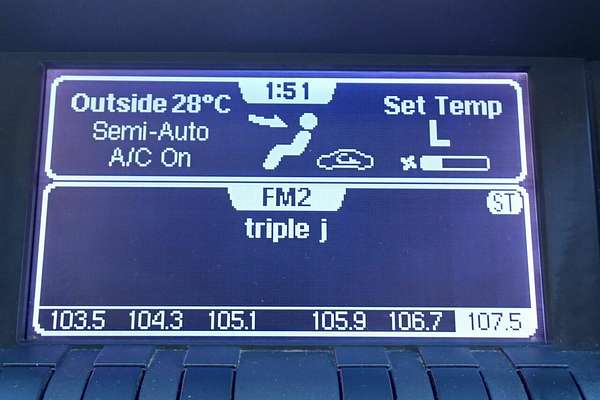 1:51
Outside 28°C
Semi-Auto
A/C On
Set Temp
L
FM2
ST
triple j
103.5 104.3 105.1 105.9 106.7 107.5